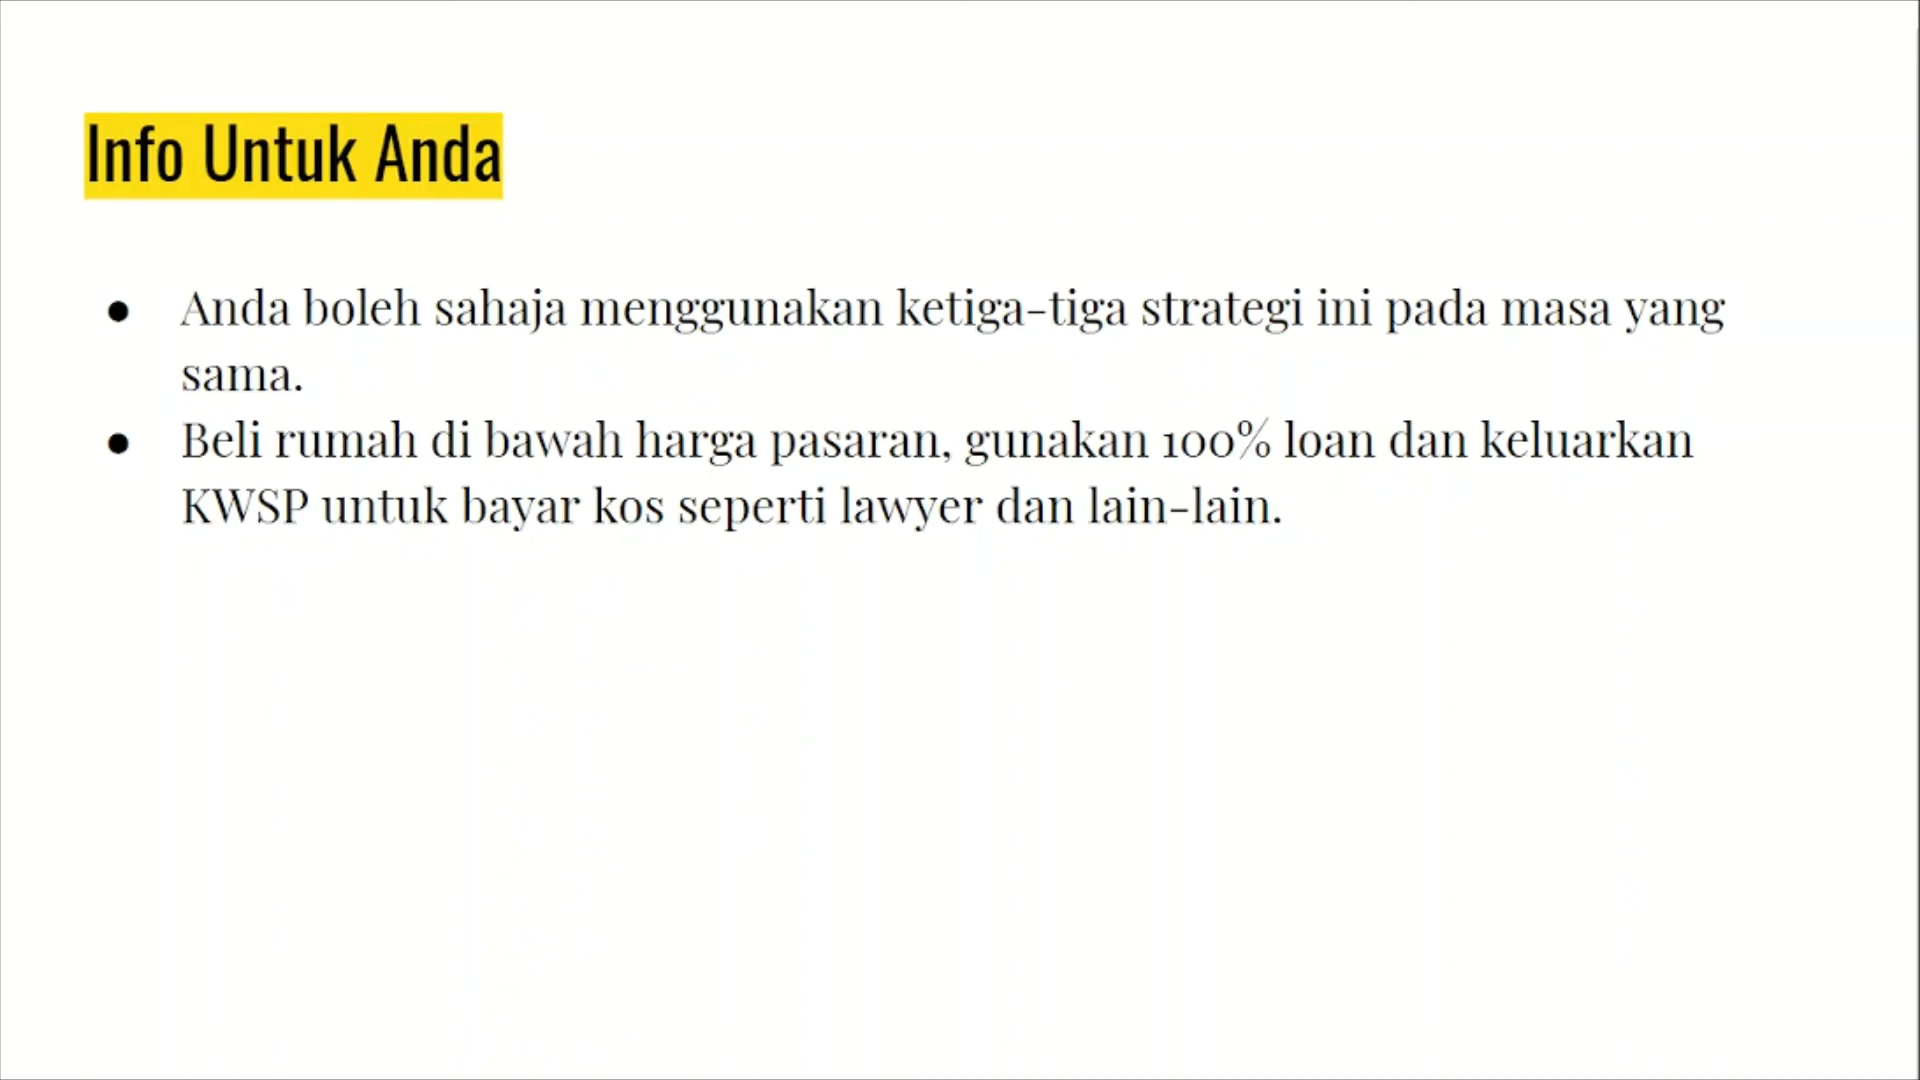 Info Untuk Anda
● Anda boleh sahaja menggunakan ketiga-tiga strategi ini pada masa yang
sama.
● Beli rumah di bawah harga pasaran, gunakan 100% loan dan keluarkan
KWSP untuk bayar kos seperti lawyer dan lain-lain.